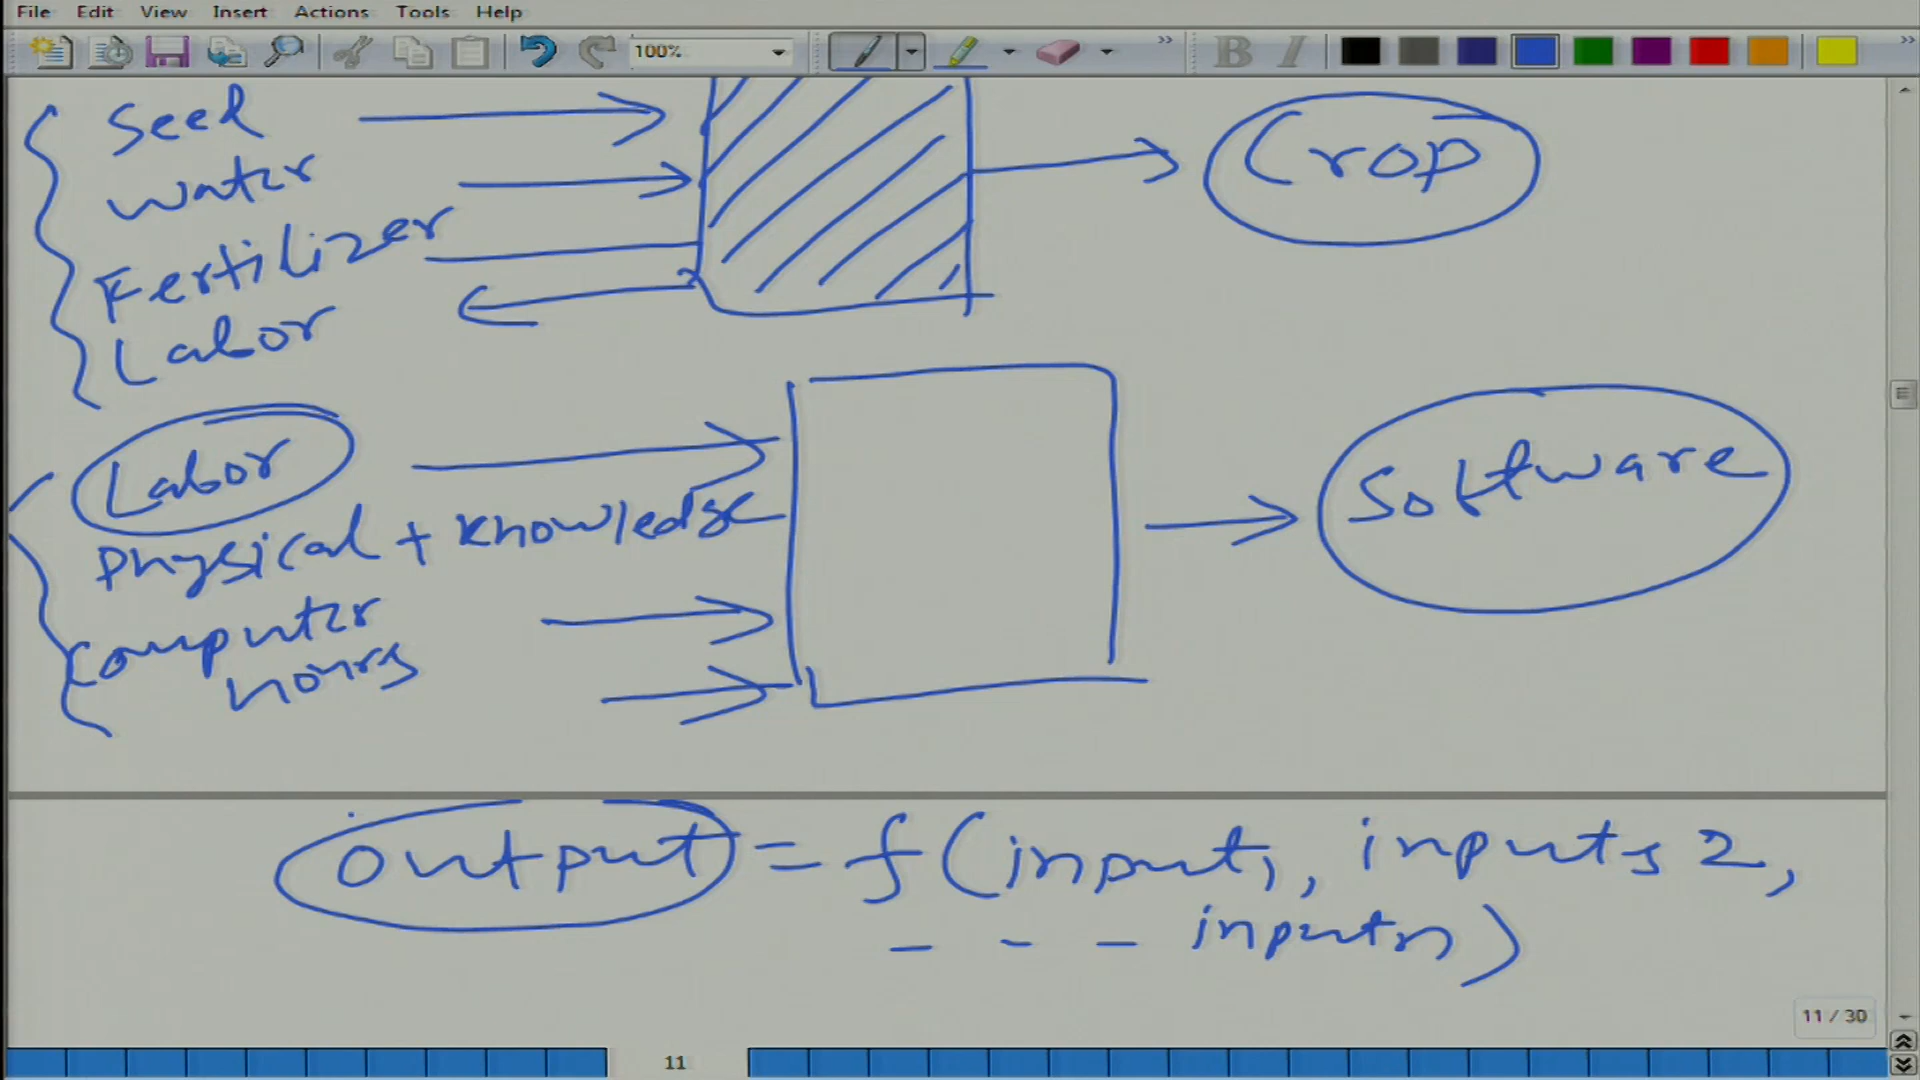 File Edit View Insert Actions Tools Help
100%
B I
Seed
Water
Fertilizer
Labor
Crop
Labor
Physical + Knowledge
Computer
hours
Software
Output = f(input1, inputs 2,
- - - inputn)
11 / 30
11